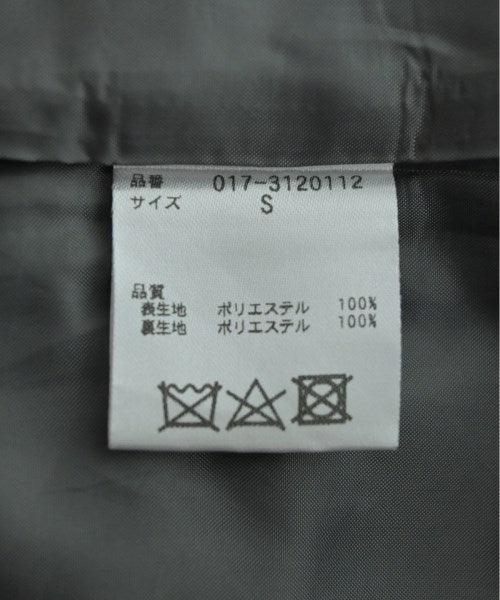 品番 017-3120112
サイズ S
品質
表生地 ポリエステル 100%
裏生地 ポリエステル 100%